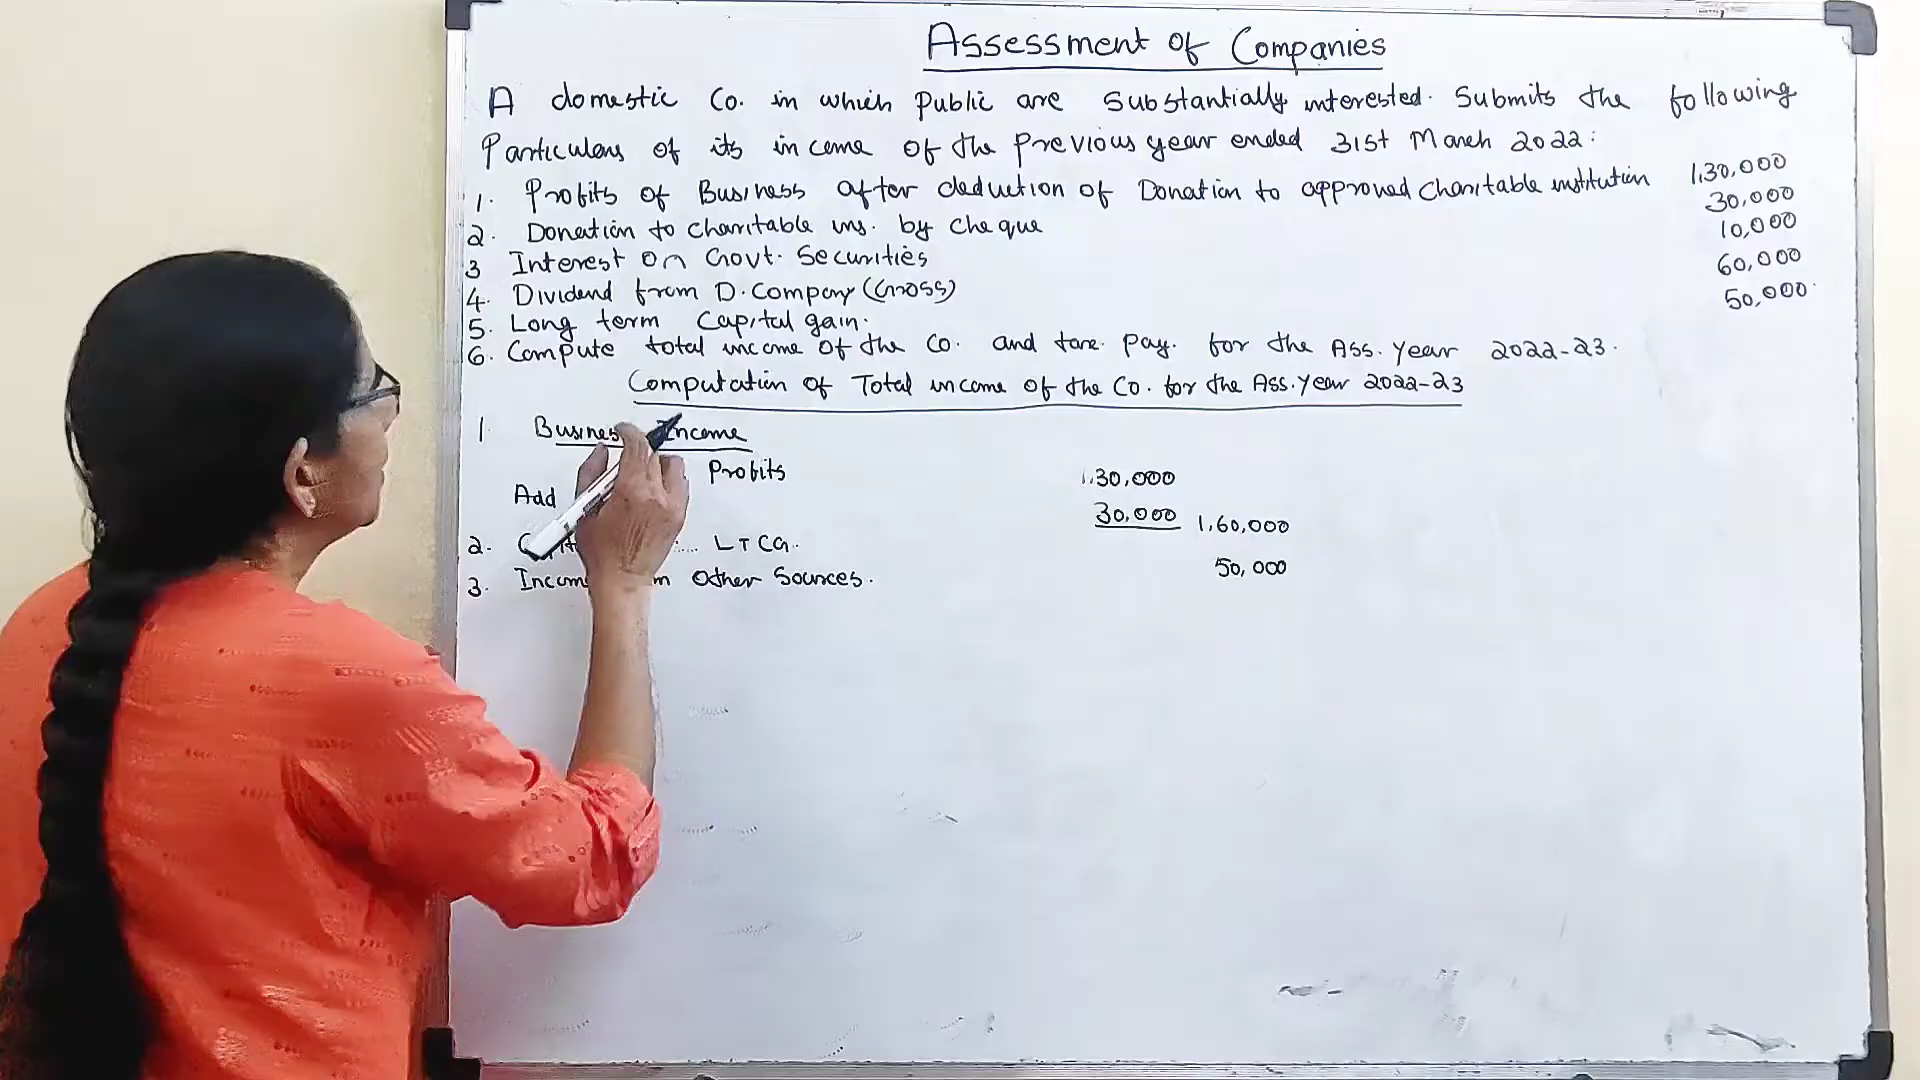 Assessment of Companies
A domestic Co. in which Public are substantially interested. Submits the following
Particulars of its income of the previous year ended 31st March 2022:
1. Profits of Business after deduction of Donation to approved charitable institution 1,30,000
2. Donation to charitable ins. by cheque 30,000
3 Interest on Govt. Securities 10,000
4. Dividend from D. Company (Gross) 60,000
5. Long term Capital gain. 50,000
6. Compute total income of the Co. and tax pay. for the Ass. Year 2022-23.
Computation of Total income of the Co. for the Ass. Year 2022-23
1 Business Income
Profits 1,30,000
Add 30,000 1,60,000
2. LTCG. 50,000
3. Other Sources.